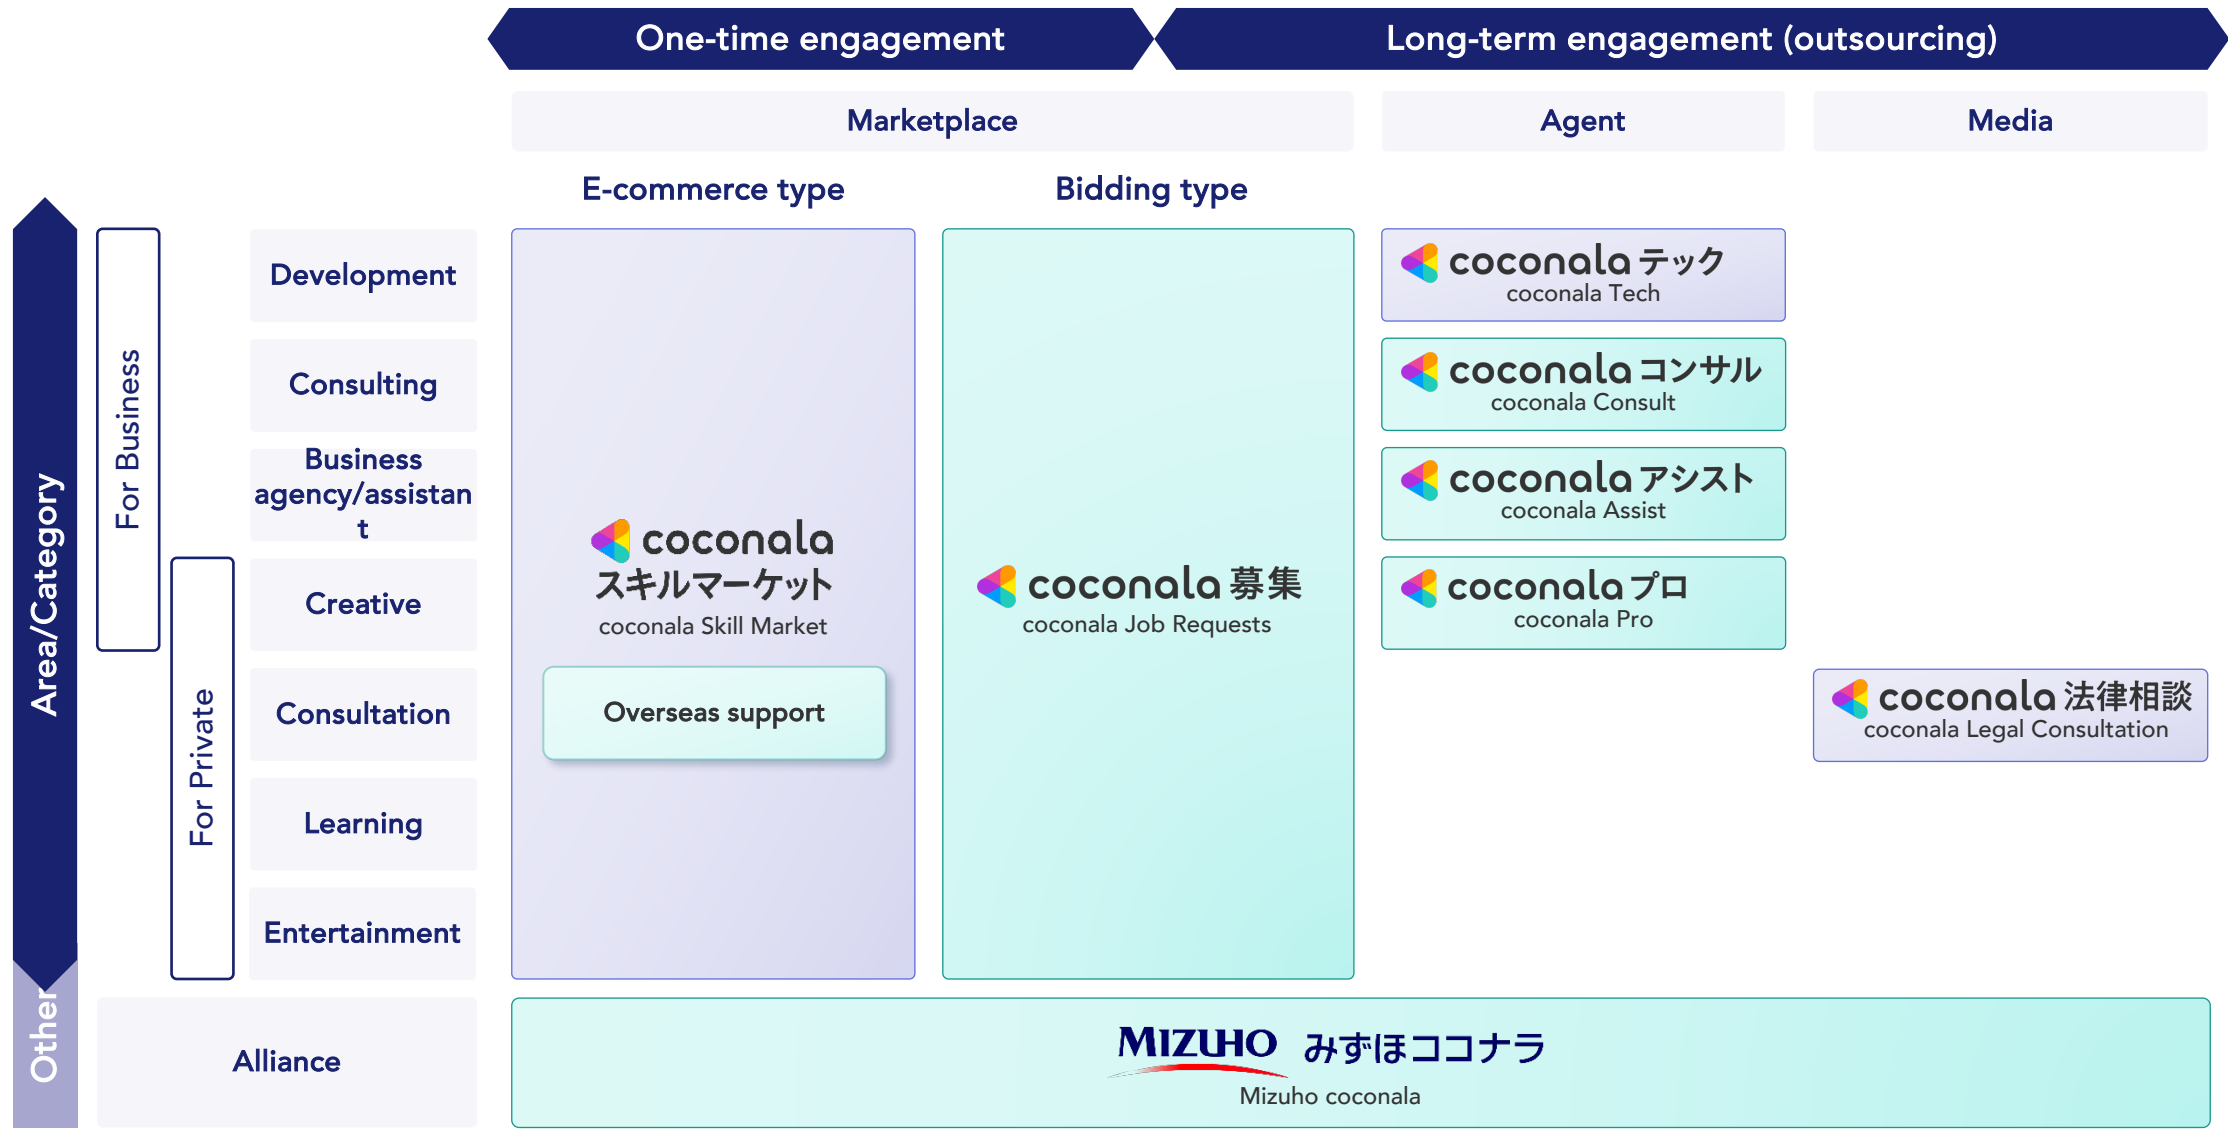 One-time engagement
Long-term engagement (outsourcing)
Marketplace
Agent
Media
E-commerce type
Bidding type
Area/Category
Other
For Business
For Private
Development
Consulting
Business
agency/assistan
t
Creative
Consultation
Learning
Entertainment
Alliance
coconala
スキルマーケット
coconala Skill Market
Overseas support
coconala 募集
coconala Job Requests
coconala テック
coconala Tech
coconala コンサル
coconala Consult
coconala アシスト
coconala Assist
coconala プロ
coconala Pro
coconala 法律相談
coconala Legal Consultation
MIZUHO みずほココナラ
Mizuho coconala